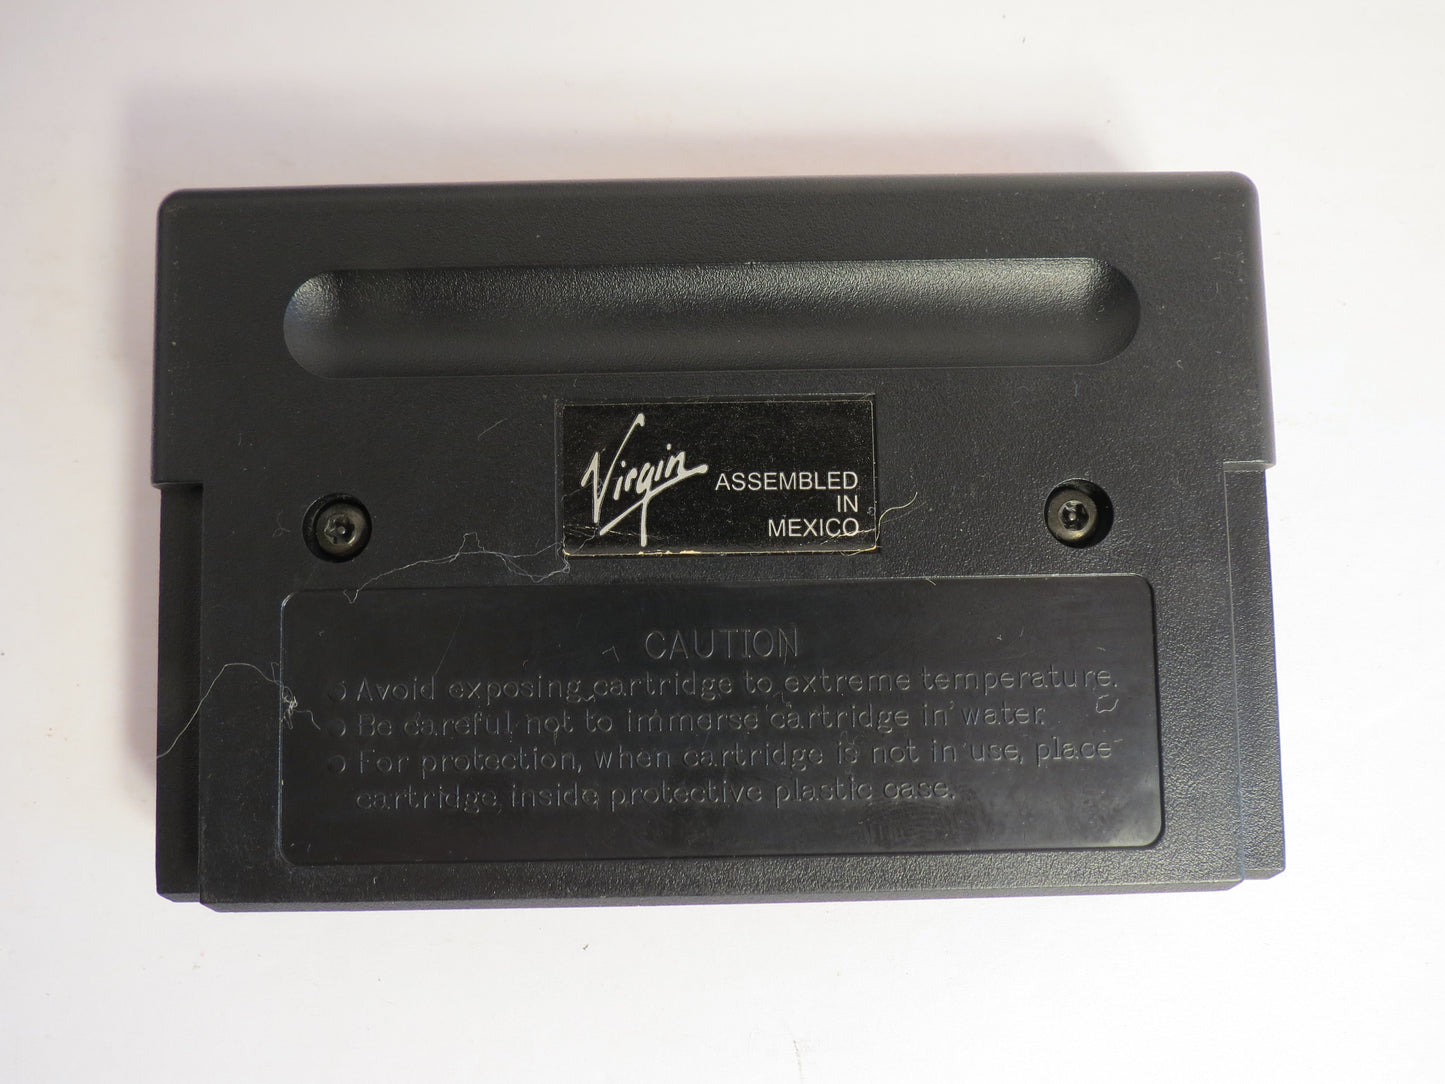 Virgin
ASSEMBLED
IN
MEXICO
CAUTION
Avoid exposing cartridge to extreme temperature.
Be careful not to immerse cartridge in water.
For protection, when cartridge is not in use, place
cartridge inside protective plastic case.